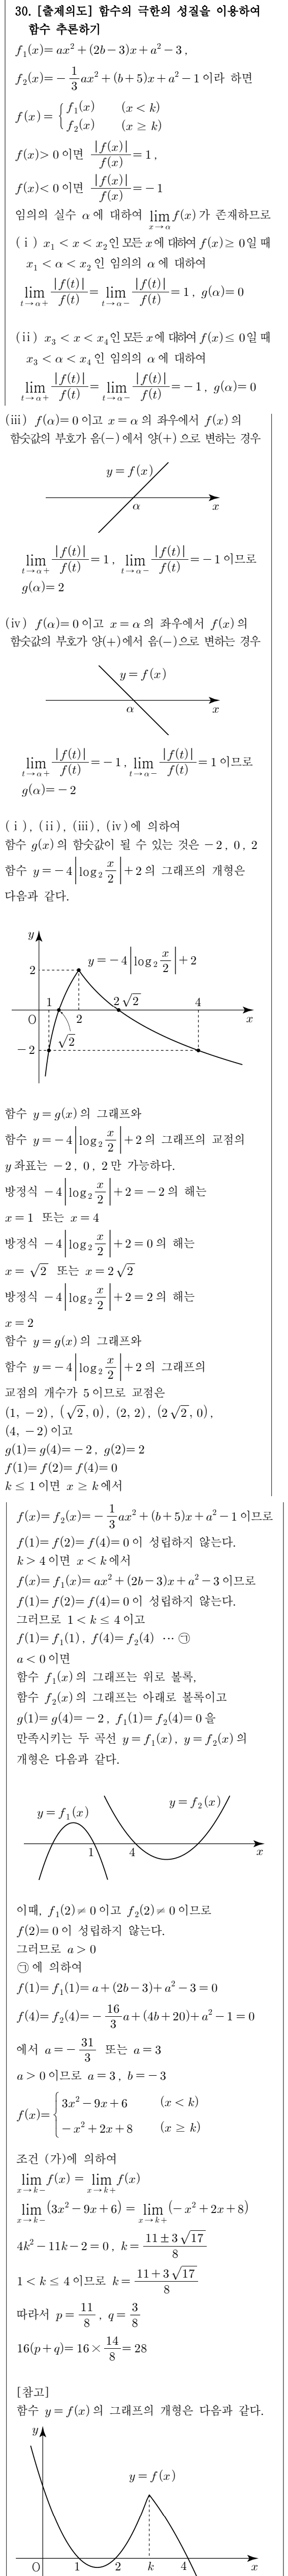 30. [출제의도] 함수의 극한의 성질을 이용하여
함수 추론하기
f₁(x)= ax²+(2b−3)x+a²−3 ,
f₂(x)=− 1/3 ax²+(b+5)x+a²−1 이라 하면
f(x)= { f₁(x) (x < k)
f₂(x) (x ≥ k)
f(x)> 0 이면 |f(x)|/f(x) = 1 ,
f(x)< 0 이면 |f(x)|/f(x) =−1
임의의 실수 α 에 대하여 lim x→α f(x) 가 존재하므로
(ⅰ) x₁ < x < x₂ 인 모든 x 에 대하여 f(x)≥ 0 일 때
x₁ < α < x₂ 인 임의의 α 에 대하여
lim t→α+ |f(t)|/f(t) = lim t→α− |f(t)|/f(t) = 1 , g(α)= 0
(ⅱ) x₃ < x < x₄ 인 모든 x 에 대하여 f(x)≤ 0 일 때
x₃ < α < x₄ 인 임의의 α 에 대하여
lim t→α+ |f(t)|/f(t) = lim t→α− |f(t)|/f(t) =−1 , g(α)= 0
(ⅲ) f(α)= 0 이고 x = α 의 좌우에서 f(x) 의
함숫값의 부호가 음(−) 에서 양(+) 으로 변하는 경우
y = f(x)
α
x
lim t→α+ |f(t)|/f(t) = 1 , lim t→α− |f(t)|/f(t) =−1 이므로
g(α)= 2
(ⅳ) f(α)= 0 이고 x = α 의 좌우에서 f(x) 의
함숫값의 부호가 양(+) 에서 음(−) 으로 변하는 경우
y = f(x)
α
x
lim t→α+ |f(t)|/f(t) =−1 , lim t→α− |f(t)|/f(t) = 1 이므로
g(α)=−2
(ⅰ), (ⅱ), (ⅲ), (ⅳ) 에 의하여
함수 g(x) 의 함숫값이 될 수 있는 것은 −2 , 0 , 2
함수 y =−4|log₂ x/2|+2 의 그래프의 개형은
다음과 같다.
y
y = −4|log₂ x/2|+2
2
1
2√2
4
O
2
x
−2
√2
함수 y = g(x) 의 그래프와
함수 y =−4|log₂ x/2|+2 의 그래프의 교점의
y 좌표는 −2 , 0 , 2 만 가능하다.
방정식 −4|log₂ x/2|+2 =−2 의 해는
x = 1 또는 x = 4
방정식 −4|log₂ x/2|+2 = 0 의 해는
x = √2 또는 x = 2√2
방정식 −4|log₂ x/2|+2 = 2 의 해는
x = 2
함수 y = g(x) 의 그래프와
함수 y =−4|log₂ x/2|+2 의 그래프의
교점의 개수가 5 이므로 교점은
(1, −2) , (√2, 0) , (2, 2) , (2√2, 0) ,
(4, −2) 이고
g(1)= g(4)=−2 , g(2)= 2
f(1)= f(2)= f(4)= 0
k ≤ 1 이면 x ≥ k 에서
f(x)= f₂(x)=− 1/3 ax²+(b+5)x+a²−1 이므로
f(1)= f(2)= f(4)= 0 이 성립하지 않는다.
k > 4 이면 x < k 에서
f(x)= f₁(x)= ax²+(2b−3)x+a²−3 이므로
f(1)= f(2)= f(4)= 0 이 성립하지 않는다.
그러므로 1 < k ≤ 4 이고
f(1)= f₁(1) , f(4)= f₂(4) ⋯ ㉠
a < 0 이면
함수 f₁(x) 의 그래프는 위로 볼록,
함수 f₂(x) 의 그래프는 아래로 볼록이고
g(1)= g(4)=−2 , f₁(1)= f₂(4)= 0 을
만족시키는 두 곡선 y = f₁(x) , y = f₂(x) 의
개형은 다음과 같다.
y = f₂(x)
y = f₁(x)
1
4
x
이때, f₁(2)≠ 0 이고 f₂(2)≠ 0 이므로
f(2)= 0 이 성립하지 않는다.
그러므로 a > 0
㉠ 에 의하여
f(1)= f₁(1)= a+(2b−3)+a²−3 = 0
f(4)= f₂(4)=− 16/3 a+(4b+20)+a²−1 = 0
에서 a =− 31/3 또는 a = 3
a > 0 이므로 a = 3 , b =−3
f(x)= { 3x²−9x+6 (x < k)
−x²+2x+8 (x ≥ k)
조건 (가)에 의하여
lim x→k− f(x) = lim x→k+ f(x)
lim x→k− (3x²−9x+6) = lim x→k+ (−x²+2x+8)
4k²−11k−2 = 0 , k = (11±3√17)/8
1 < k ≤ 4 이므로 k = (11+3√17)/8
따라서 p = 11/8 , q = 3/8
16(p+q)= 16× 14/8 = 28
[참고]
함수 y = f(x) 의 그래프의 개형은 다음과 같다.
y
y = f(x)
O
1
2
k
4
x